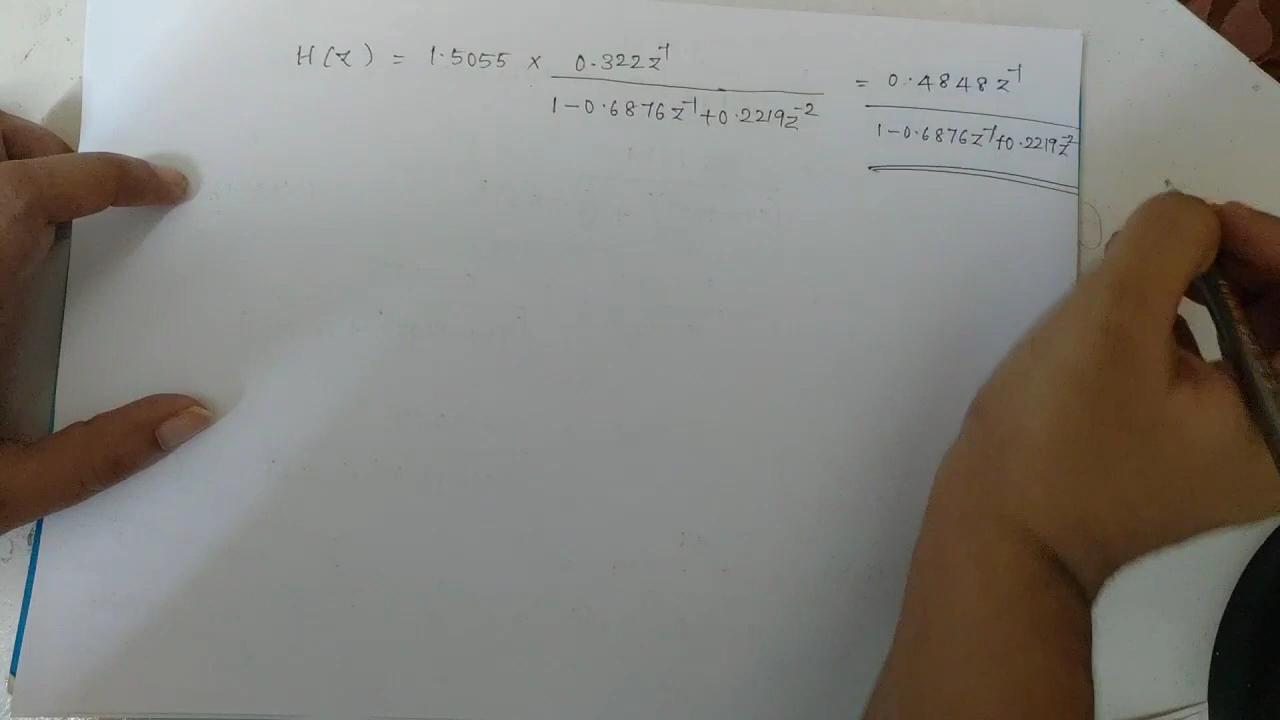 H(z) = 1.5055 × 0.322z⁻¹ / 1-0.6876z⁻¹+0.2219z⁻² = 0.4848z⁻¹ / 1-0.6876z⁻¹+0.2219z⁻²